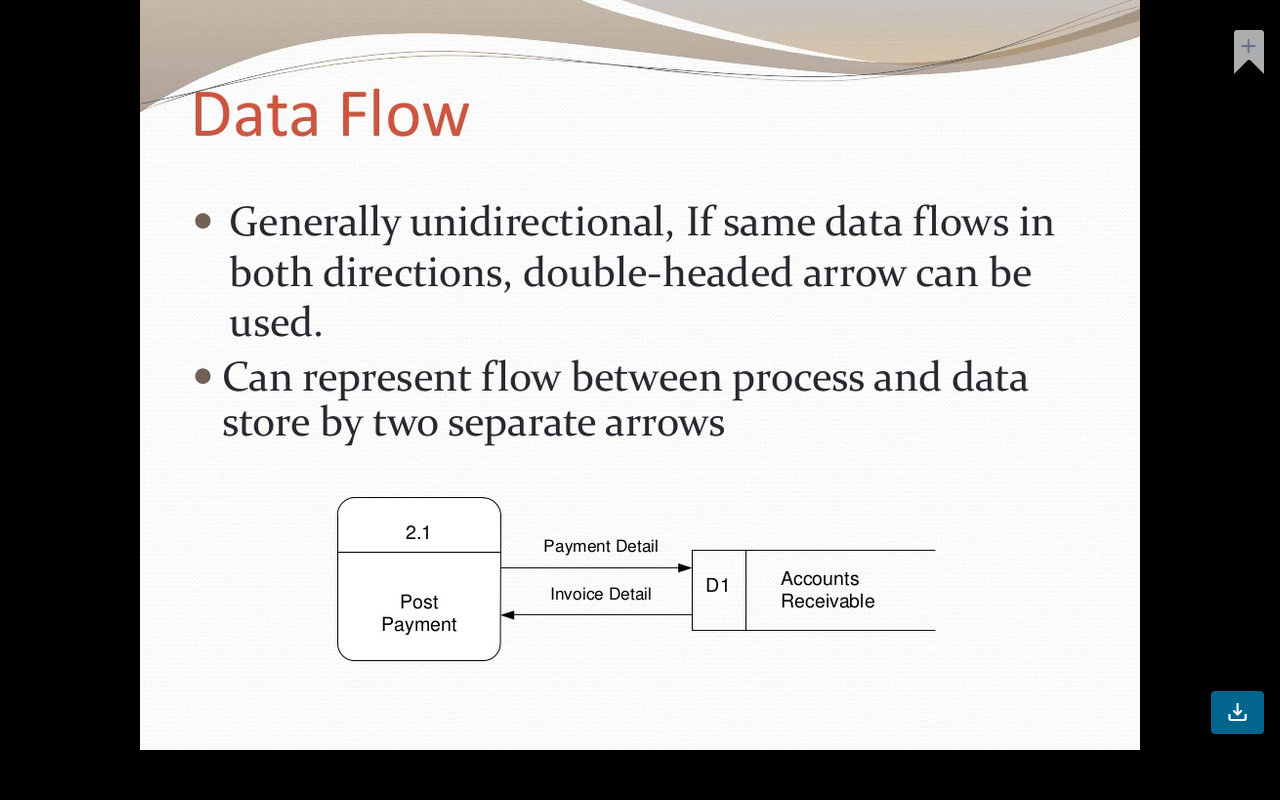 Data Flow
Generally unidirectional, If same data flows in
both directions, double-headed arrow can be
used.
Can represent flow between process and data
store by two separate arrows
2.1
Post
Payment
Payment Detail
Invoice Detail
D1
Accounts
Receivable